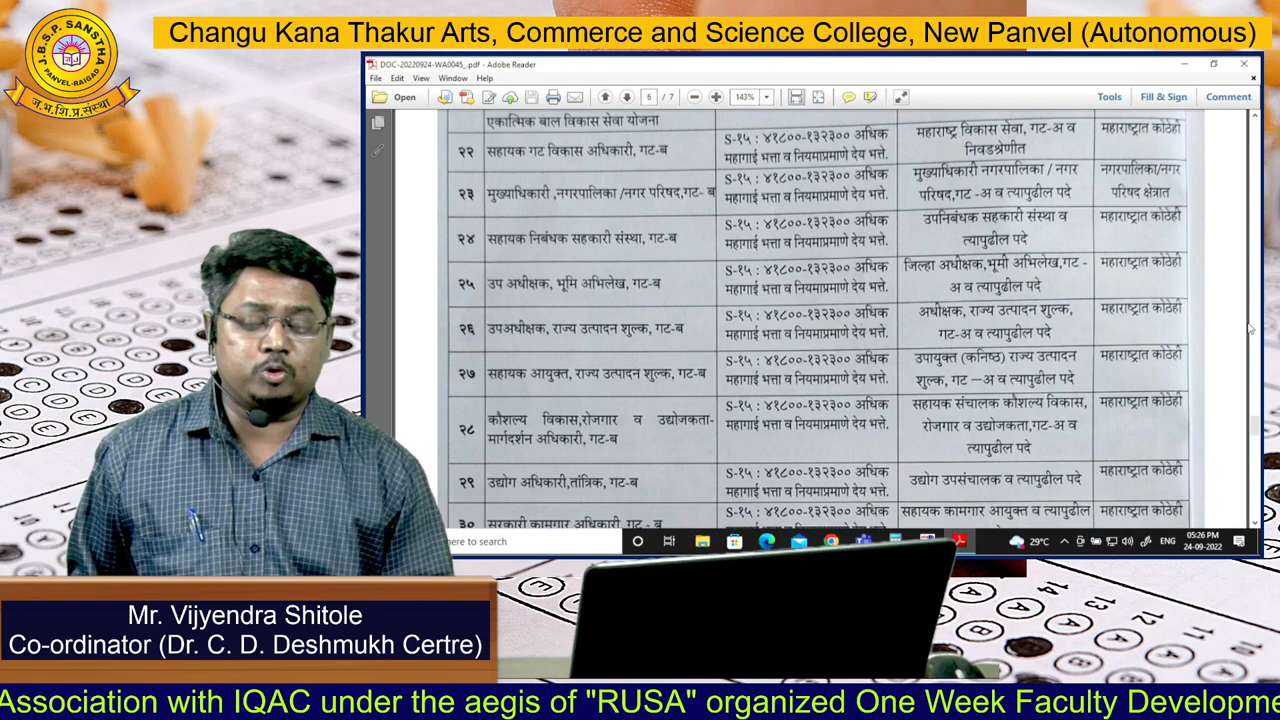 Changu Kana Thakur Arts, Commerce and Science College, New Panvel (Autonomous)
J.B.S.P. SANSTHA
PANVEL-RAIGAD
ज.भ.शि.प्र.संस्था
DOC-20220924-WA0045_.pdf - Adobe Reader
File Edit View Window Help
Open 6 / 7 143% Tools Fill & Sign Comment
एकात्मिक बाल विकास सेवा योजना
२२ सहायक गट विकास अधिकारी, गट-ब S-१५ : ४१८००-१३२३०० अधिक महागाई भत्ता व नियमाप्रमाणे देय भत्ते. महाराष्ट्र विकास सेवा, गट-अ व निवडश्रेणीत महाराष्ट्रात कोठेही
२३ मुख्याधिकारी ,नगरपालिका /नगर परिषद,गट- ब S-१५ : ४१८००-१३२३०० अधिक महागाई भत्ता व नियमाप्रमाणे देय भत्ते. मुख्याधिकारी नगरपालिका / नगर परिषद,गट -अ व त्यापुढील पदे नगरपालिका/नगर परिषद क्षेत्रात
२४ सहायक निबंधक सहकारी संस्था, गट-ब S-१५ : ४१८००-१३२३०० अधिक महागाई भत्ता व नियमाप्रमाणे देय भत्ते. उपनिबंधक सहकारी संस्था व त्यापुढील पदे महाराष्ट्रात कोठेही
२५ उप अधीक्षक, भूमि अभिलेख, गट-ब S-१५ : ४१८००-१३२३०० अधिक महागाई भत्ता व नियमाप्रमाणे देय भत्ते. जिल्हा अधीक्षक,भूमी अभिलेख,गट - अ व त्यापुढील पदे महाराष्ट्रात कोठेही
२६ उपअधीक्षक, राज्य उत्पादन शुल्क, गट-ब S-१५ : ४१८००-१३२३०० अधिक महागाई भत्ता व नियमाप्रमाणे देय भत्ते. अधीक्षक, राज्य उत्पादन शुल्क, गट-अ व त्यापुढील पदे महाराष्ट्रात कोठेही
२७ सहायक आयुक्त, राज्य उत्पादन शुल्क, गट-ब S-१५ : ४१८००-१३२३०० अधिक महागाई भत्ता व नियमाप्रमाणे देय भत्ते. उपायुक्त (कनिष्ठ) राज्य उत्पादन शुल्क, गट –अ व त्यापुढील पदे महाराष्ट्रात कोठेही
२८ कौशल्य विकास,रोजगार व उद्योजकता-मार्गदर्शन अधिकारी, गट-ब S-१५ : ४१८००-१३२३०० अधिक महागाई भत्ता व नियमाप्रमाणे देय भत्ते. सहायक संचालक कौशल्य विकास, रोजगार व उद्योजकता,गट-अ व त्यापुढील पदे महाराष्ट्रात कोठेही
२९ उद्योग अधिकारी,तांत्रिक, गट-ब S-१५ : ४१८००-१३२३०० अधिक महागाई भत्ता व नियमाप्रमाणे देय भत्ते. उद्योग उपसंचालक व त्यापुढील पदे महाराष्ट्रात कोठेही
३० सरकारी कामगार अधिकारी, गट - ब S-१५ : ४१८००-१३२३०० अधिक सहायक कामगार आयुक्त व त्यापुढील महाराष्ट्रात कोठेही
here to search 29°C ENG 05:26 PM
24-09-2022
Mr. Vijyendra Shitole
Co-ordinator (Dr. C. D. Deshmukh Certre)
Association with IQAC under the aegis of "RUSA" organized One Week Faculty Developme